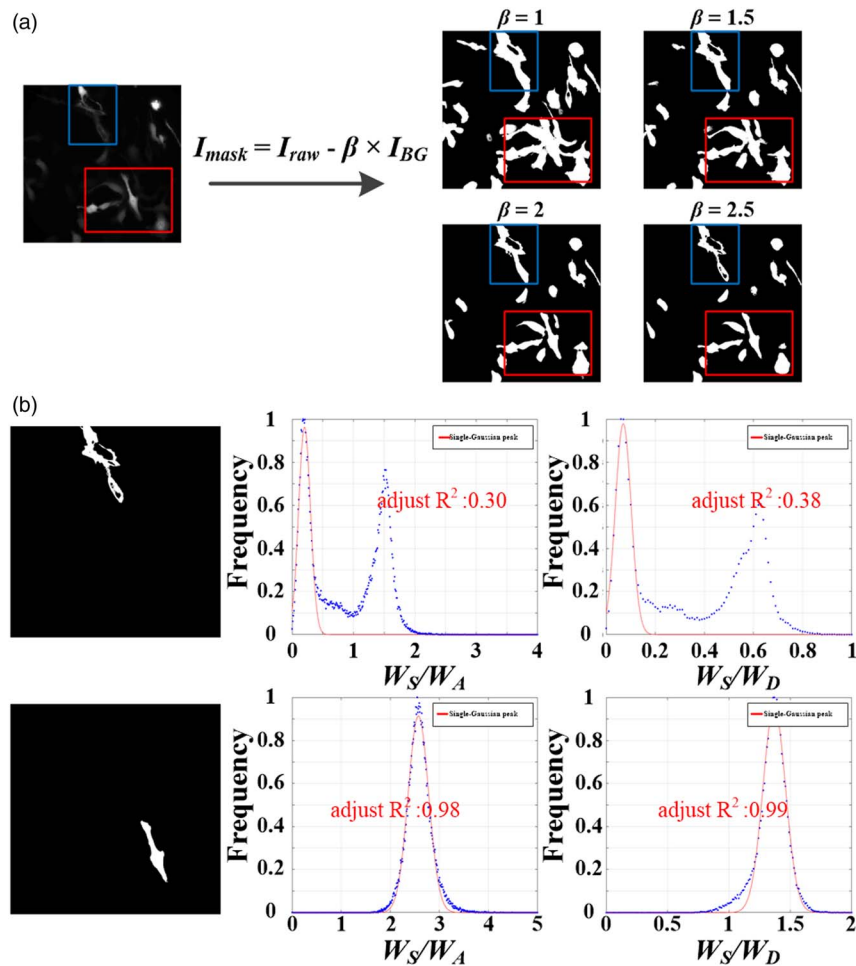 (a)
β = 1
β = 1.5
I_mask = I_raw - β × I_BG
β = 2
β = 2.5
(b)
1
0.8
0.6
0.4
0.2
0
Frequency
Single-Gaussian peak
adjust R² :0.30
0 1 2 3 4
W_S/W_A
1
0.8
0.6
0.4
0.2
0
Frequency
Single-Gaussian peak
adjust R² :0.38
0 0.2 0.4 0.6 0.8 1
W_S/W_D
1
0.8
0.6
0.4
0.2
0
Frequency
Single-Gaussian peak
adjust R² :0.98
0 1 2 3 4 5
W_S/W_A
1
0.8
0.6
0.4
0.2
0
Frequency
Single-Gaussian peak
adjust R² :0.99
0 0.5 1 1.5 2
W_S/W_D